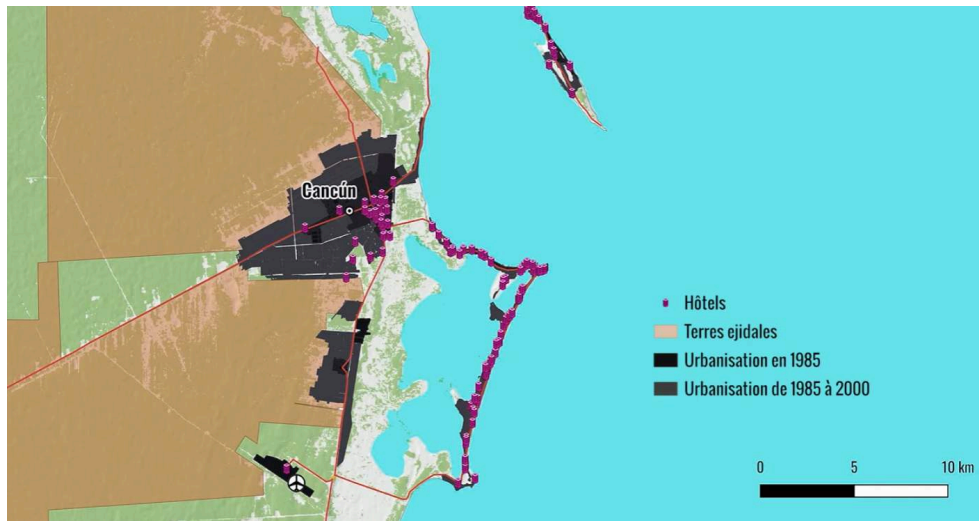 Cancún
Hôtels
Terres ejidales
Urbanisation en 1985
Urbanisation de 1985 à 2000
0 5 10 km